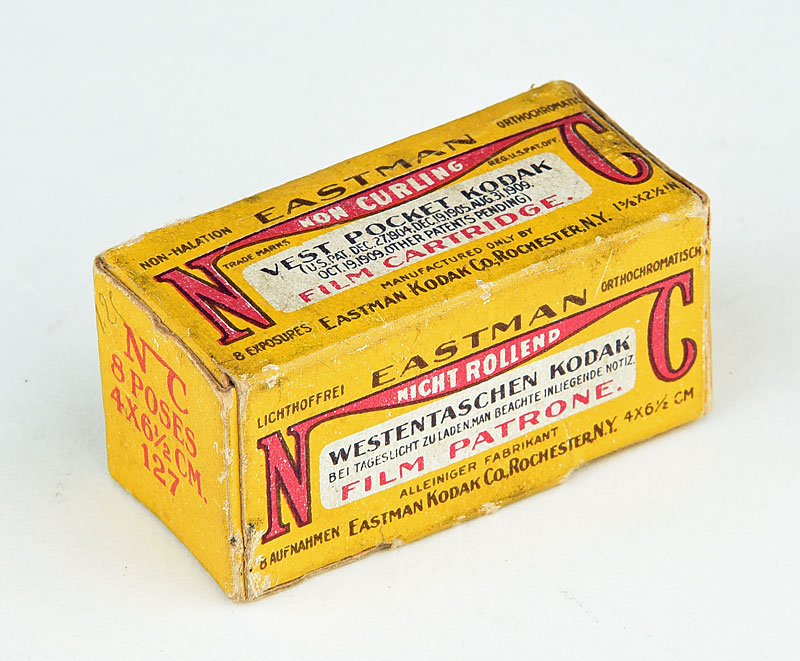 NON-HALATION EASTMAN ORTHOCHROMATIC
NON CURLING
N C
TRADE MARKS REG. U.S. PAT. OFF.
VEST POCKET KODAK
(U.S. PAT. DEC. 27, 1904, DEC. 19, 1905, AUG. 31, 1909.
OCT. 19, 1909, OTHER PATENTS PENDING)
FILM CARTRIDGE.
MANUFACTURED ONLY BY
8 EXPOSURES EASTMAN KODAK CO., ROCHESTER, N.Y. 1⅝X2½ IN
LICHTHOFFREI EASTMAN ORTHOCHROMATISCH
NICHT ROLLEND
N C
WESTENTASCHEN KODAK
BEI TAGESLICHT ZU LADEN. MAN BEACHTE INLIEGENDE NOTIZ.
FILM PATRONE.
ALLEINIGER FABRIKANT
8 AUFNAHMEN EASTMAN KODAK CO., ROCHESTER, N.Y. 4X6½ CM
N C
8 POSES
4X6½ CM.
127